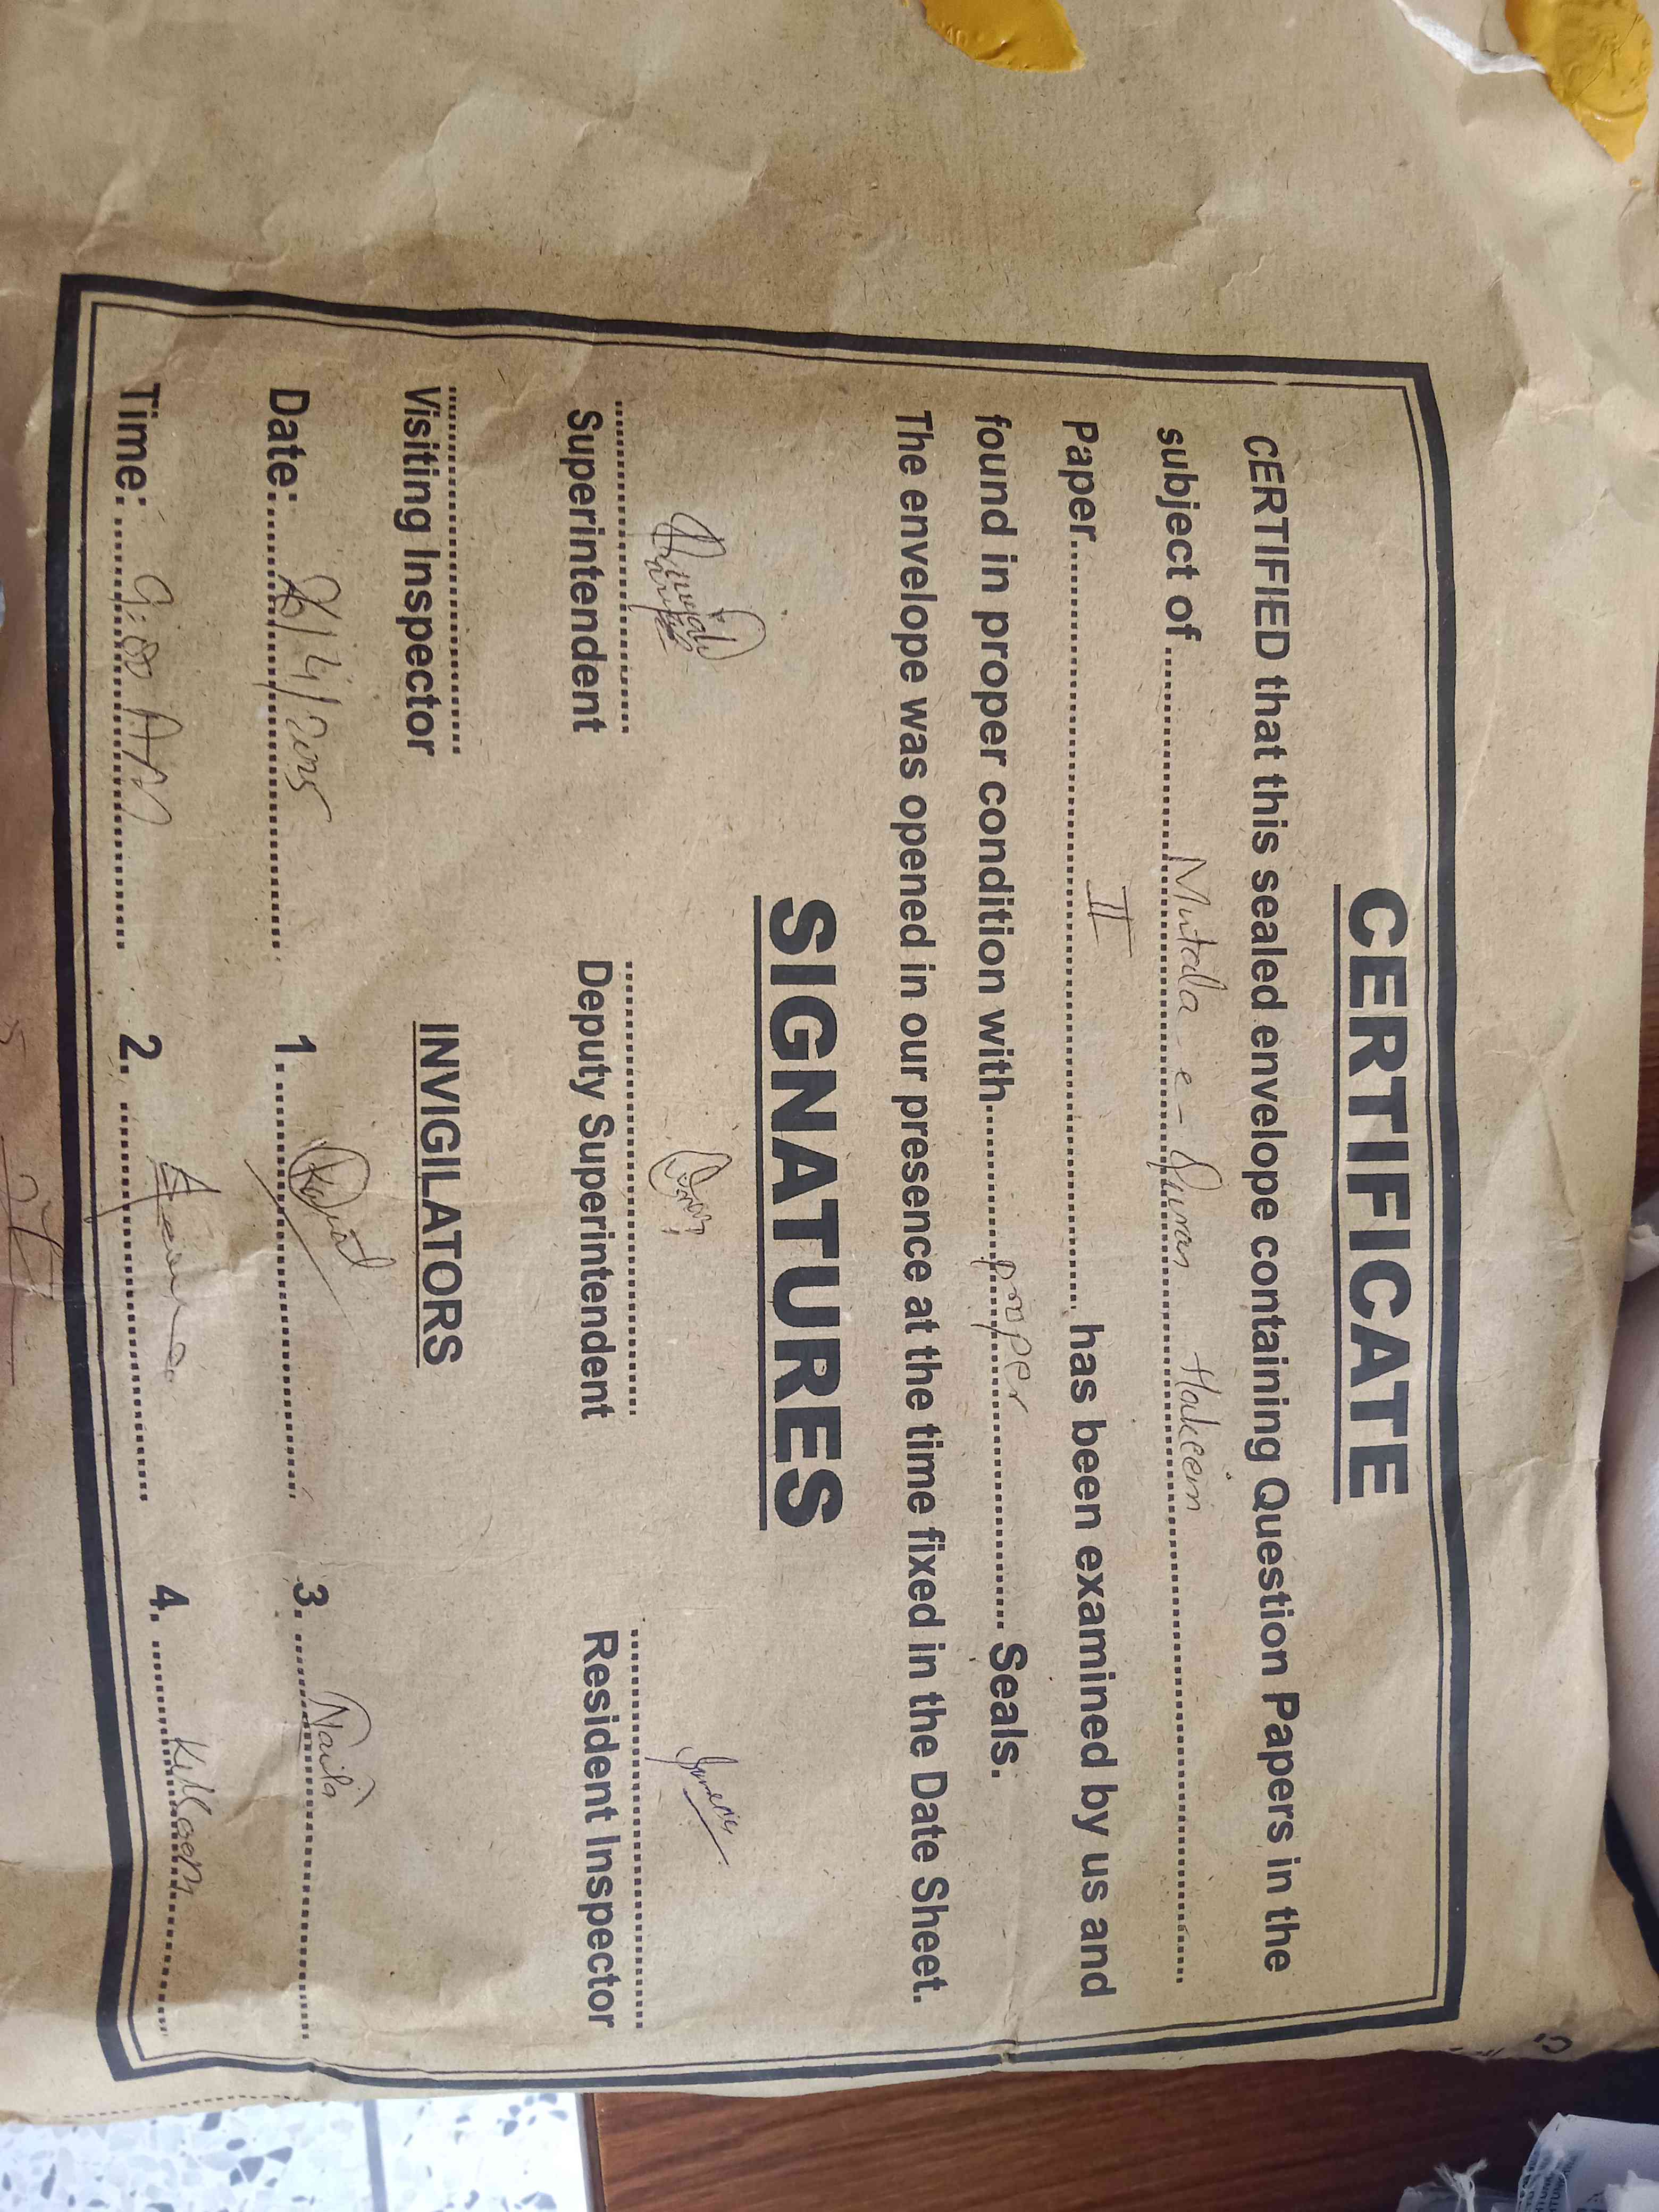 CERTIFICATE
CERTIFIED that this sealed envelope containing Question Papers in the
subject of ........ Mutalla - e - Quran Hakeem ........
Paper........ II ........ has been examined by us and
found in proper condition with........ proper ........ Seals.
The envelope was opened in our presence at the time fixed in the Date Sheet.
SIGNATURES
Superintendent
Deputy Superintendent
Resident Inspector
Visiting Inspector
INVIGILATORS
Date: 26/4/2025
1.
3. Naila
Time: 9:00 AM
2.
4.